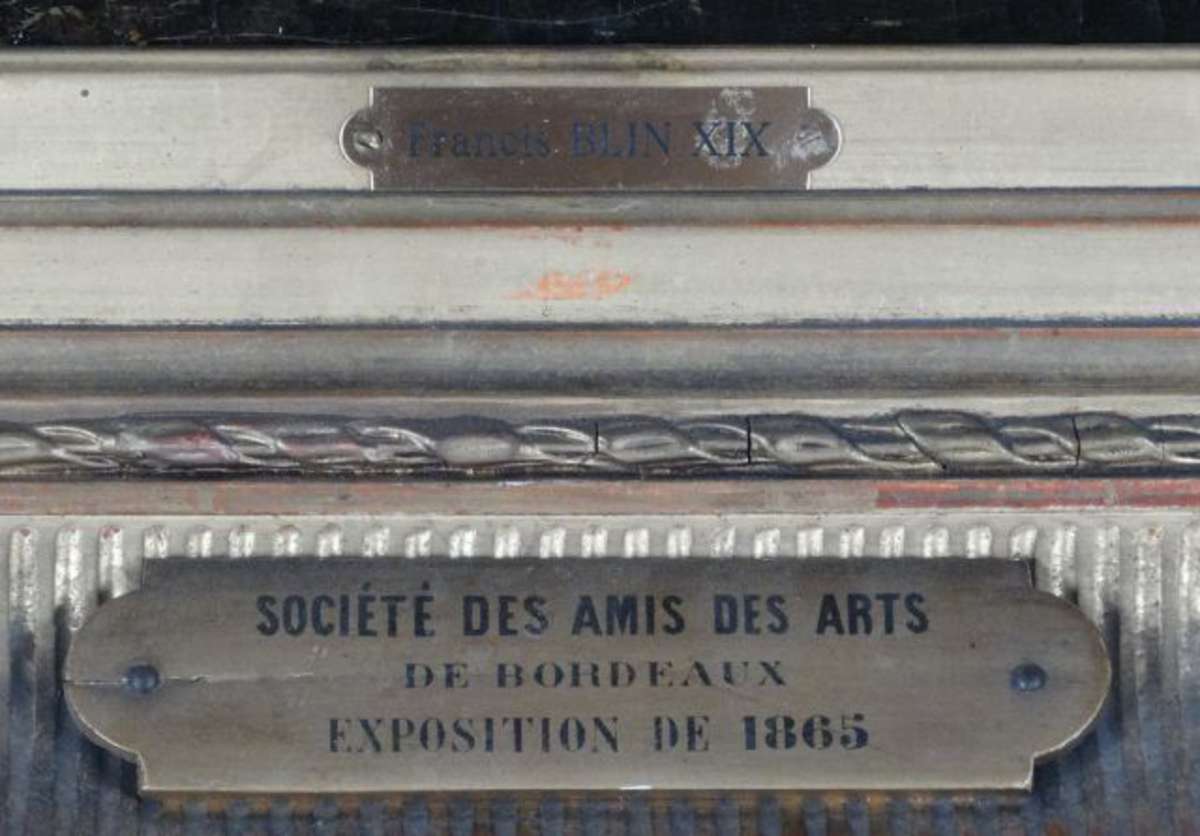 Francis BLIN XIX
SOCIÉTÉ DES AMIS DES ARTS
DE BORDEAUX
EXPOSITION DE 1865